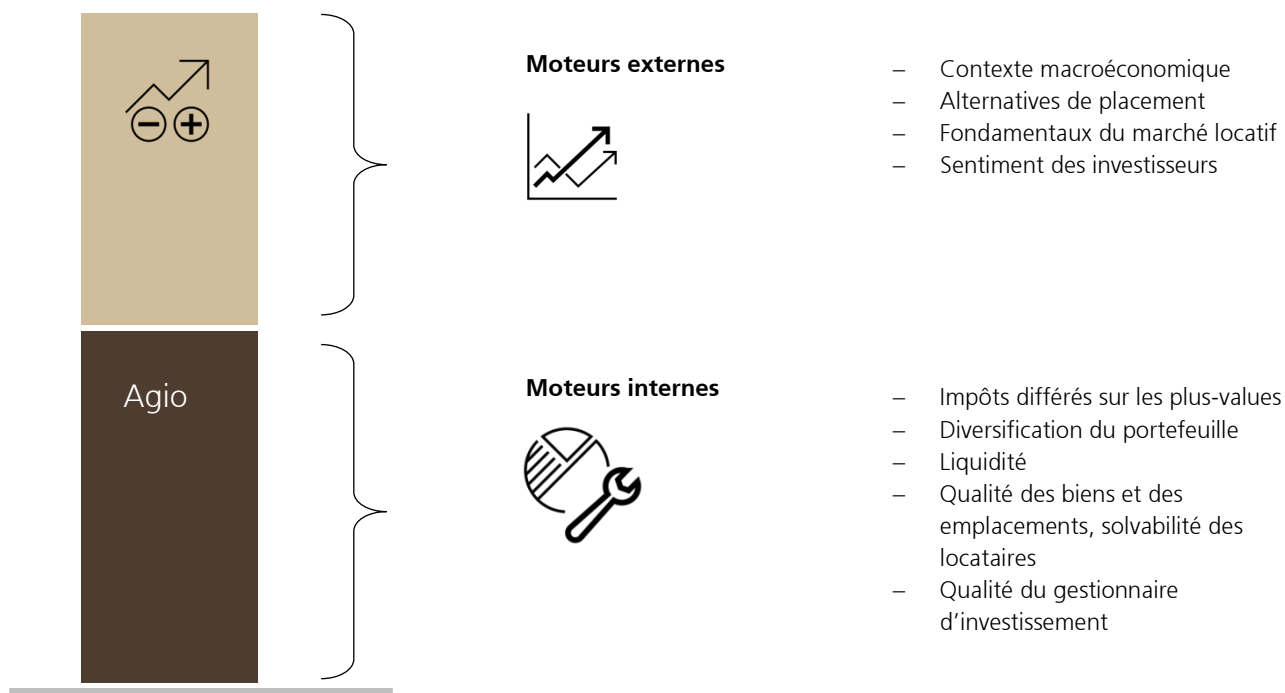 Moteurs externes
– Contexte macroéconomique
– Alternatives de placement
– Fondamentaux du marché locatif
– Sentiment des investisseurs
Agio
Moteurs internes
– Impôts différés sur les plus-values
– Diversification du portefeuille
– Liquidité
– Qualité des biens et des
emplacements, solvabilité des
locataires
– Qualité du gestionnaire
d’investissement